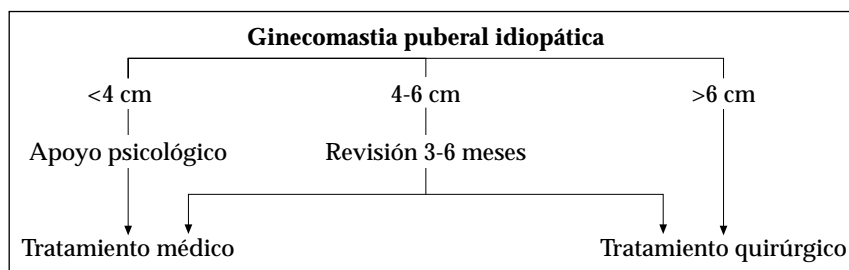 Ginecomastia puberal idiopática
<4 cm 4-6 cm >6 cm
Apoyo psicológico Revisión 3-6 meses
Tratamiento médico Tratamiento quirúrgico